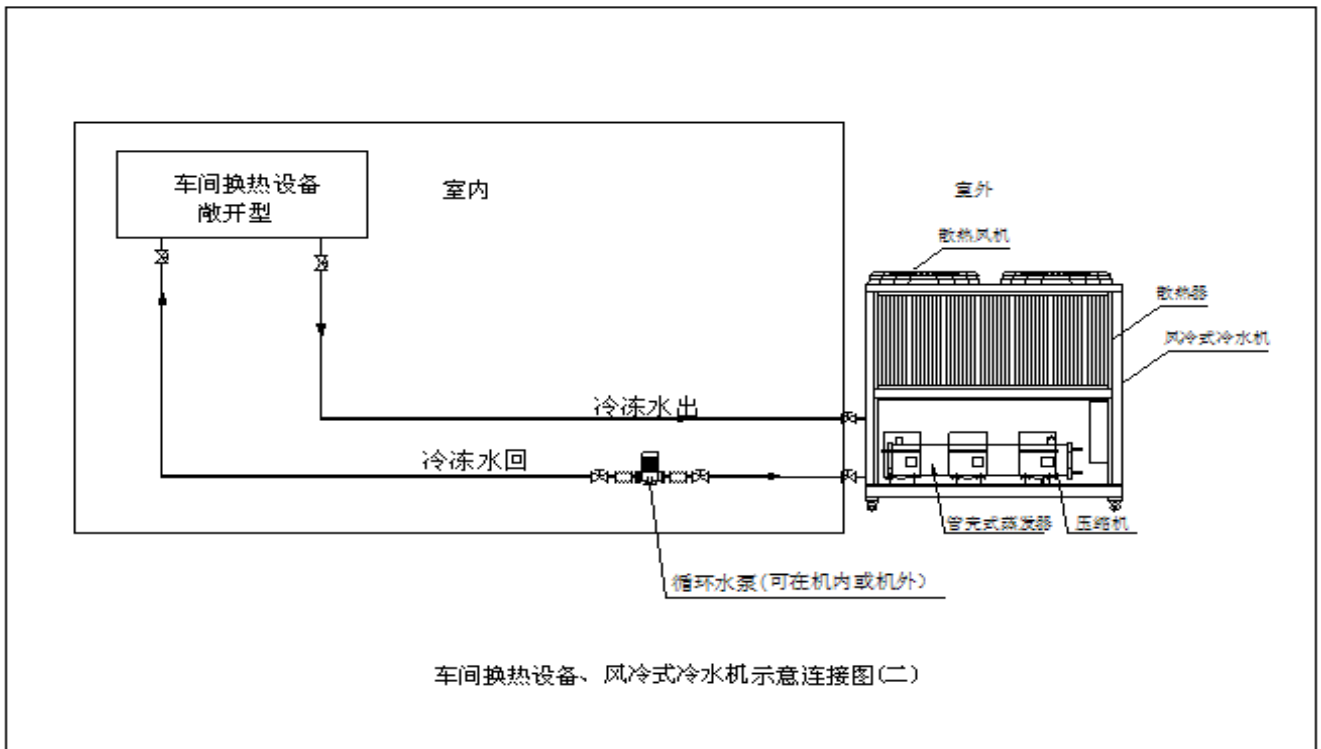 车间换热设备
敞开型
室内
室外
散热风机
散热器
风冷式冷水机
冷冻水出
冷冻水回
管壳式蒸发器
压缩机
循环水泵(可在机内或机外)
车间换热设备、风冷式冷水机示意连接图(二)